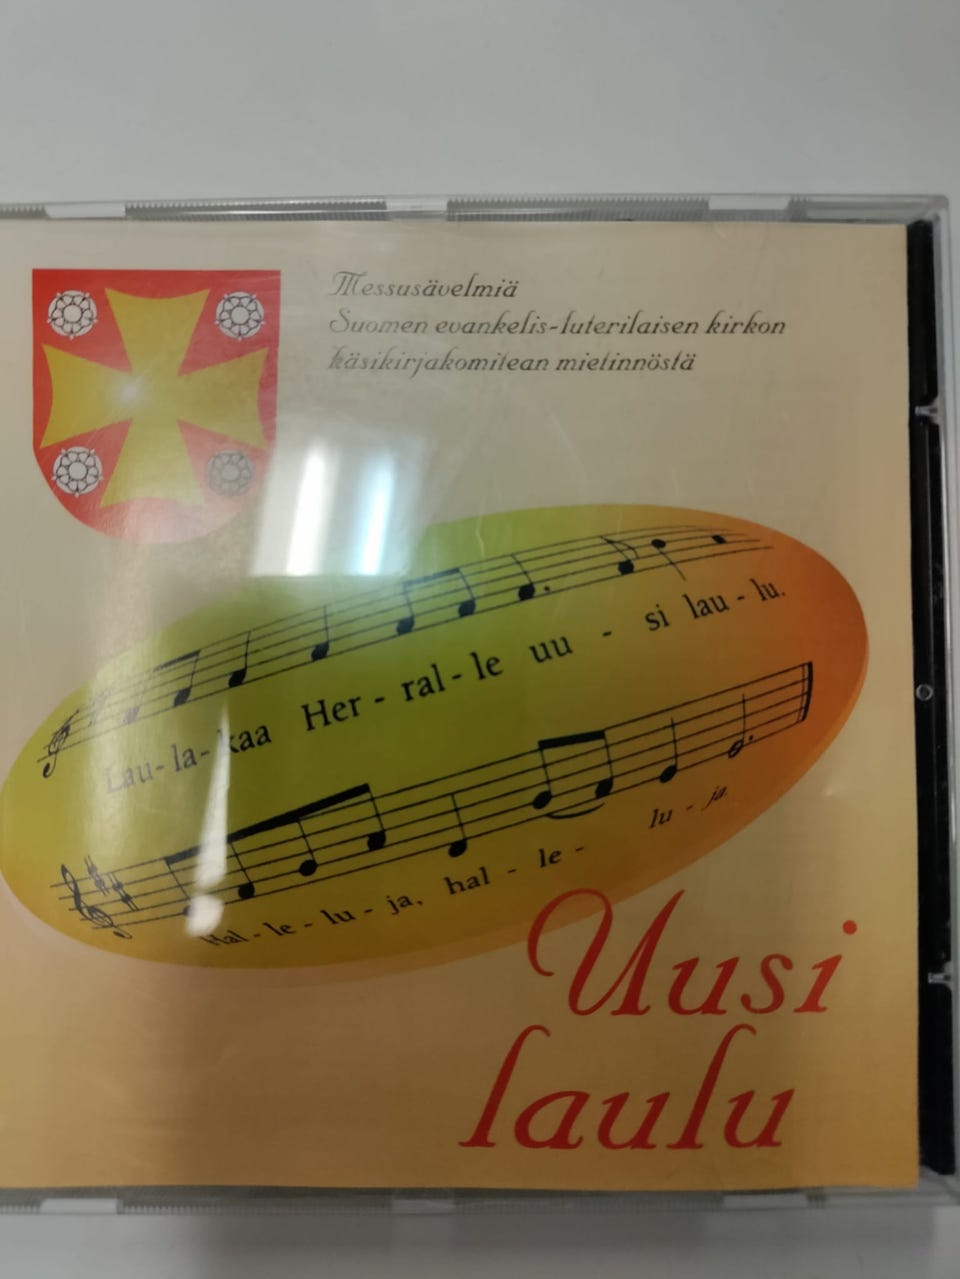 Messusävelmiä
Suomen evankelis-luterilaisen kirkon
käsikirjakomitean mietinnöstä
Lau-la-kaa Her-ral-le uu-si lau-lu.
Hal-le-lu-ja, hal-le-lu-ja.
Uusi
laulu